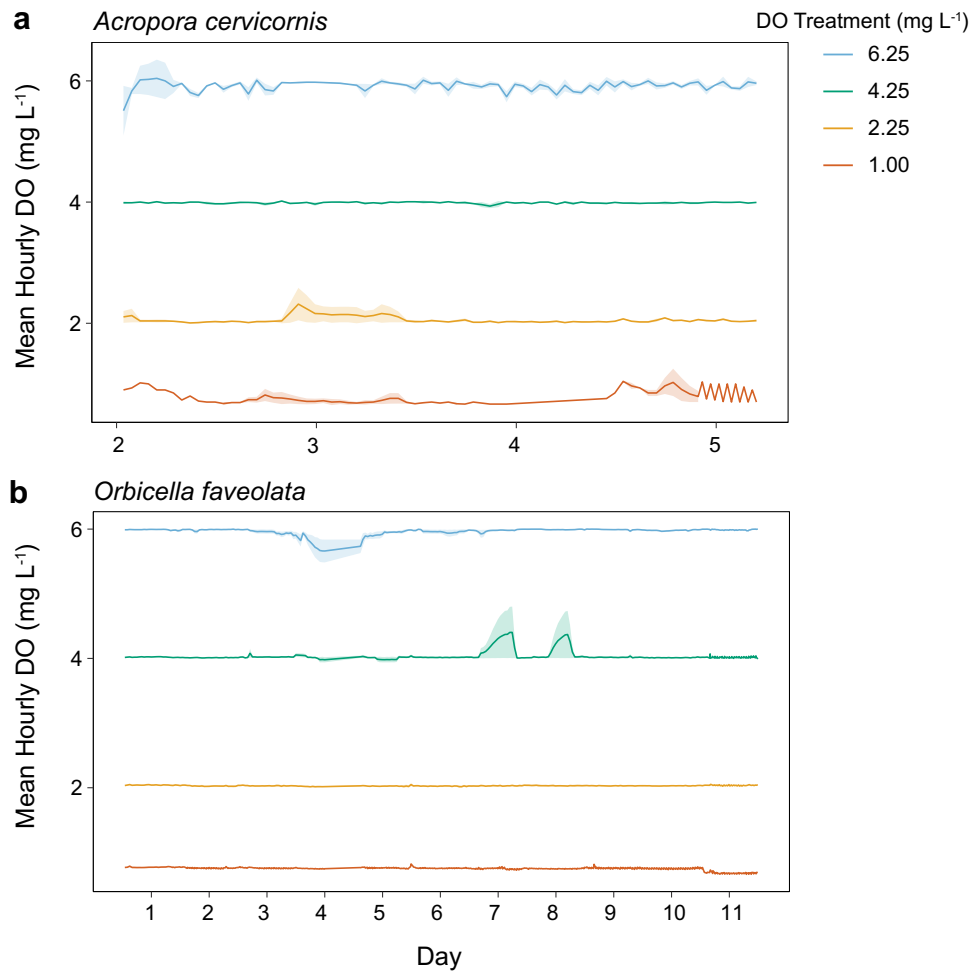 a
Acropora cervicornis
DO Treatment (mg L⁻¹)
6.25
4.25
2.25
1.00
Mean Hourly DO (mg L⁻¹)
6
4
2
2 3 4 5
b
Orbicella faveolata
Mean Hourly DO (mg L⁻¹)
6
4
2
1 2 3 4 5 6 7 8 9 10 11
Day